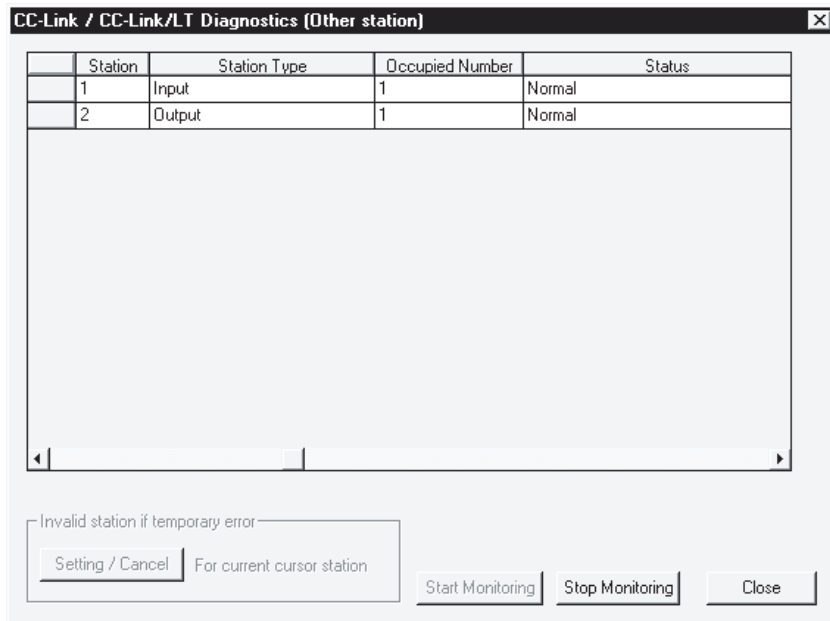 CC-Link / CC-Link/LT Diagnostics (Other station)
Station Station Type Occupied Number Status
1 Input 1 Normal
2 Output 1 Normal
Invalid station if temporary error
Setting / Cancel For current cursor station
Start Monitoring Stop Monitoring Close